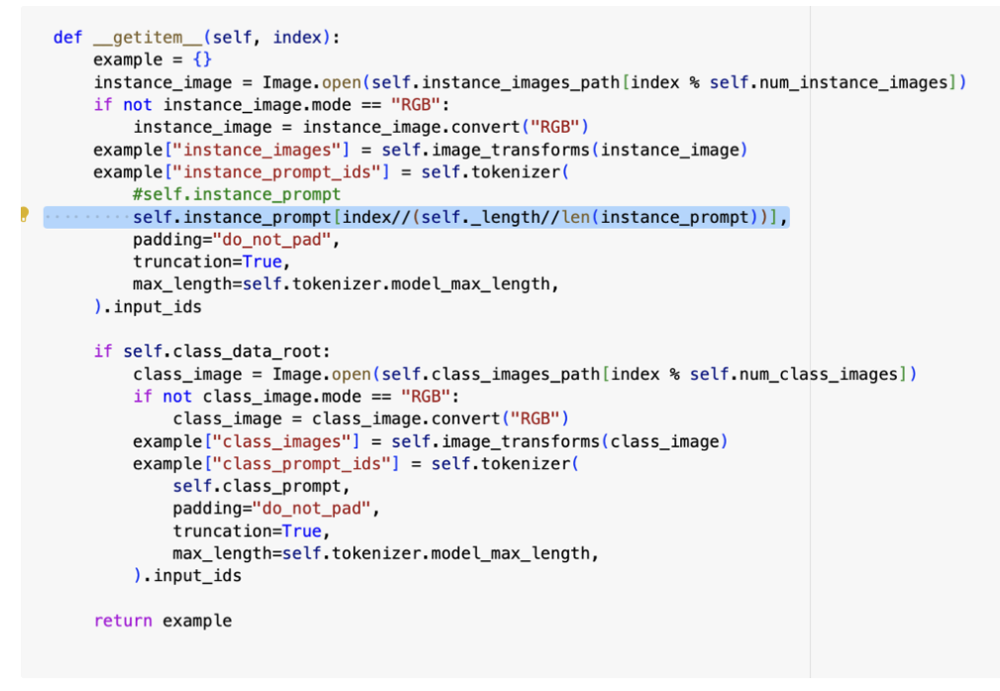 def __getitem__(self, index):
    example = {}
    instance_image = Image.open(self.instance_images_path[index % self.num_instance_images])
    if not instance_image.mode == "RGB":
        instance_image = instance_image.convert("RGB")
    example["instance_images"] = self.image_transforms(instance_image)
    example["instance_prompt_ids"] = self.tokenizer(
        #self.instance_prompt
        self.instance_prompt[index//(self._length//len(instance_prompt))],
        padding="do_not_pad",
        truncation=True,
        max_length=self.tokenizer.model_max_length,
    ).input_ids

    if self.class_data_root:
        class_image = Image.open(self.class_images_path[index % self.num_class_images])
        if not class_image.mode == "RGB":
            class_image = class_image.convert("RGB")
        example["class_images"] = self.image_transforms(class_image)
        example["class_prompt_ids"] = self.tokenizer(
            self.class_prompt,
            padding="do_not_pad",
            truncation=True,
            max_length=self.tokenizer.model_max_length,
        ).input_ids

    return example